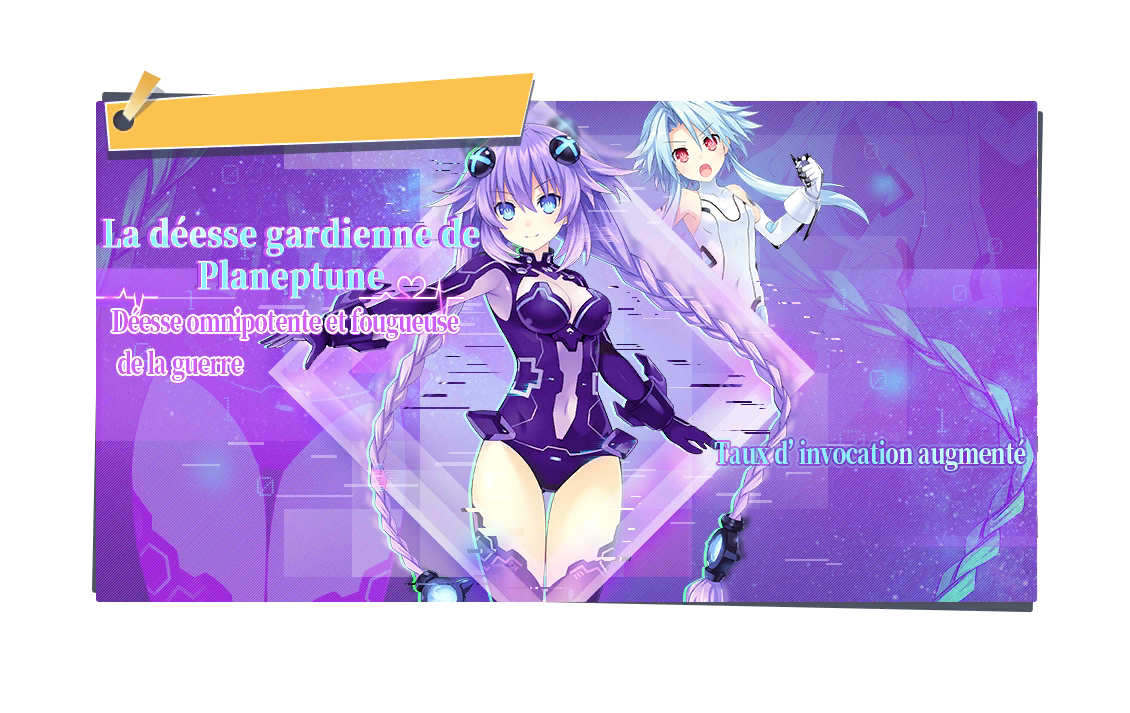 La déesse gardienne de
Planeptune
Déesse omnipotente et fougueuse
de la guerre
Taux d' invocation augmenté